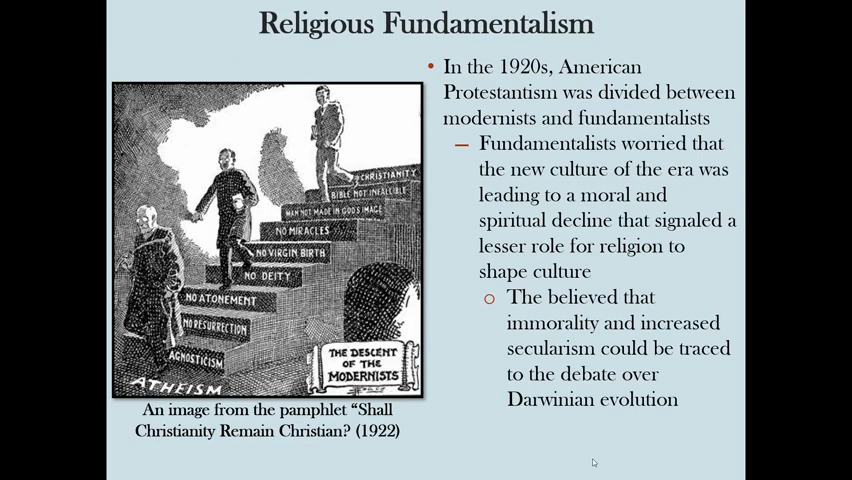 Religious Fundamentalism
CHRISTIANITY
BIBLE NOT INFALLIBLE
MAN NOT MADE IN GOD'S IMAGE
NO MIRACLES
NO VIRGIN BIRTH
NO DEITY
NO ATONEMENT
NO RESURRECTION
AGNOSTICISM
ATHEISM
THE DESCENT
OF THE
MODERNISTS
An image from the pamphlet “Shall
Christianity Remain Christian? (1922)
• In the 1920s, American
Protestantism was divided between
modernists and fundamentalists
– Fundamentalists worried that
the new culture of the era was
leading to a moral and
spiritual decline that signaled a
lesser role for religion to
shape culture
o The believed that
immorality and increased
secularism could be traced
to the debate over
Darwinian evolution